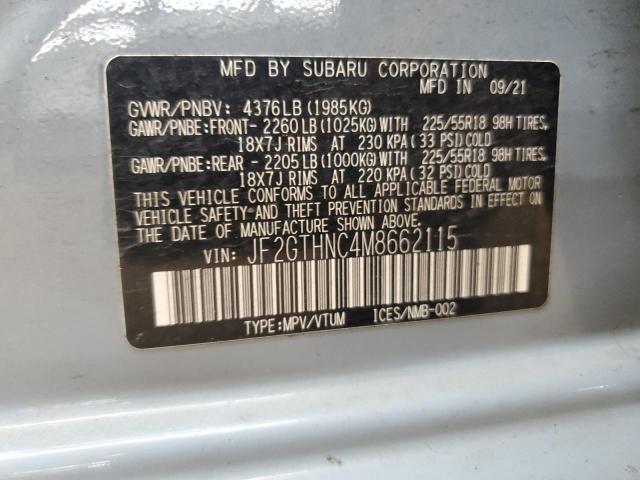 MFD BY SUBARU CORPORATION
MFD IN 09/21
GVWR/PNBV: 4376LB (1985KG)
GAWR/PNBE:FRONT- 2260LB (1025KG)WITH 225/55R18 98H TIRES,
18X7J RIMS AT 230 KPA (33 PSI)COLD
GAWR/PNBE:REAR - 2205LB (1000KG)WITH 225/55R18 98H TIRES,
18X7J RIMS AT 220 KPA (32 PSI)COLD
THIS VEHICLE CONFORMS TO ALL APPLICABLE FEDERAL MOTOR
VEHICLE SAFETY AND THEFT PREVENTION STANDARDS IN EFFECT ON
THE DATE OF MANUFACTURE SHOWN ABOVE.
VIN: JF2GTHNC4M8662115
TYPE:MPV/VTUM ICES/NMB-002